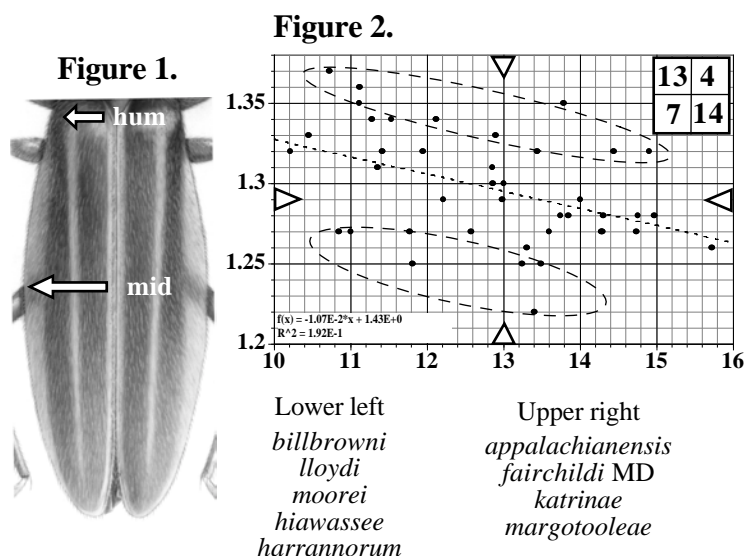 Figure 1.
hum
mid
Figure 2.
13 4
7 14
1.35
1.3
1.25
1.2
f(x) = -1.07E-2*x + 1.43E+0
R^2 = 1.92E-1
10 11 12 13 14 15 16
Lower left
billbrowni
lloydi
moorei
hiawassee
harrannorum
Upper right
appalachianensis
fairchildi MD
katrinae
margotooleae